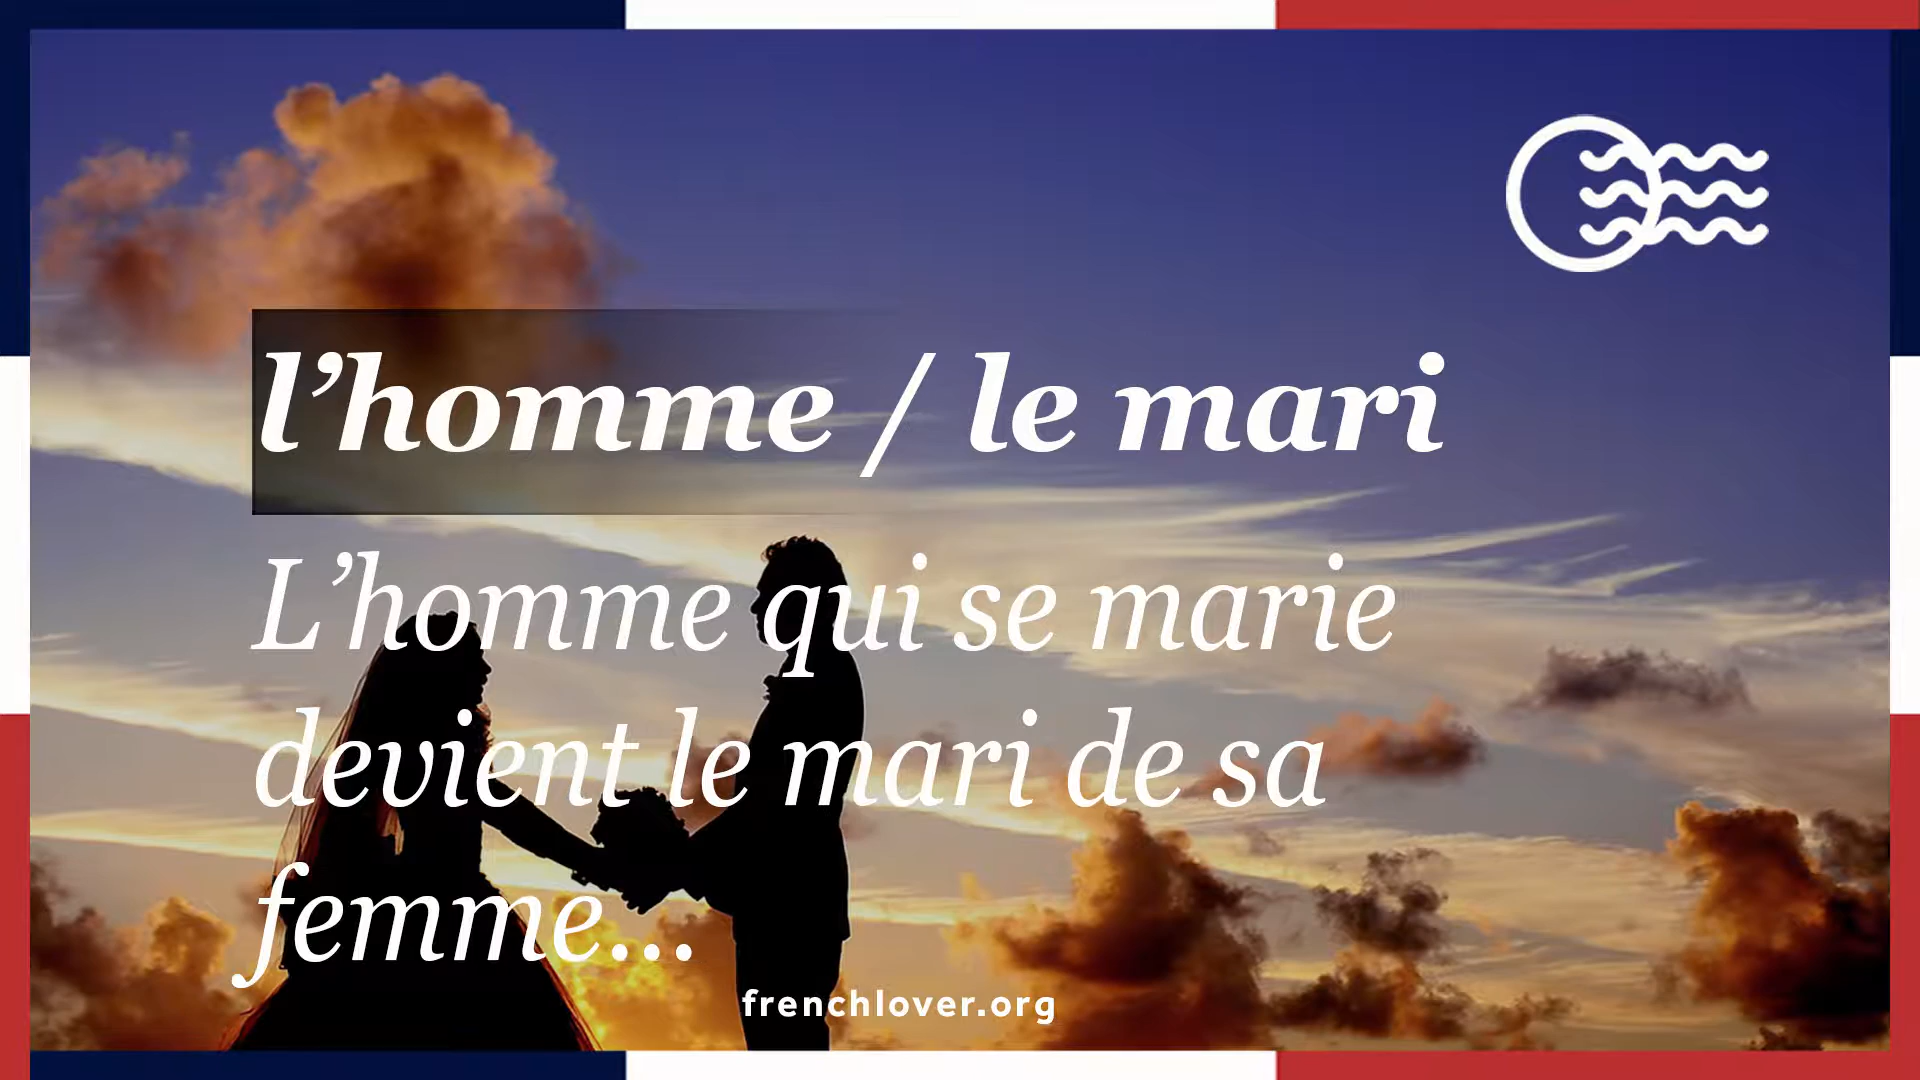 l’homme / le mari
L’homme qui se marie
devient le mari de sa
femme...
frenchlover.org